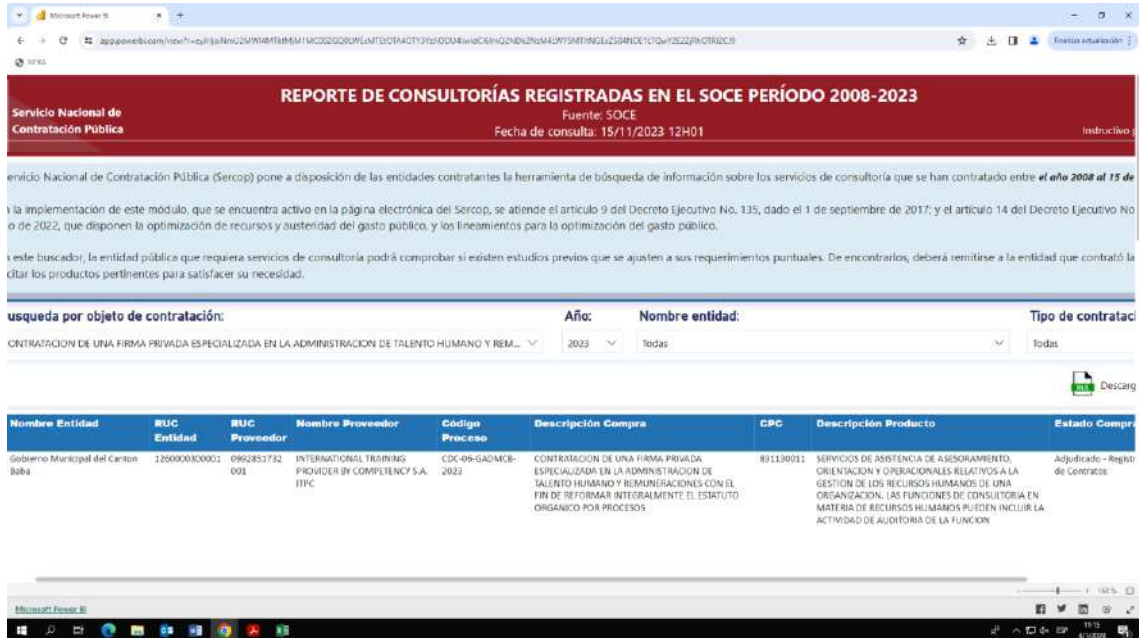 Microsoft Power BI
Finalizar actualización
REPORTE DE CONSULTORÍAS REGISTRADAS EN EL SOCE PERÍODO 2008-2023
Servicio Nacional de
Contratación Pública
Fuente: SOCE
Fecha de consulta: 15/11/2023 12H01
Instructivo p
ervicio Nacional de Contratación Pública (Sercop) pone a disposición de las entidades contratantes la herramienta de búsqueda de información sobre los servicios de consultoría que se han contratado entre el año 2008 al 15 de
la implementación de este módulo, que se encuentra activo en la página electrónica del Sercop, se atiende el artículo 9 del Decreto Ejecutivo No. 135, dado el 1 de septiembre de 2017; y el artículo 14 del Decreto Ejecutivo No
o de 2022, que disponen la optimización de recursos y austeridad del gasto público, y los lineamientos para la optimización del gasto público.
este buscador, la entidad pública que requiera servicios de consultoría podrá comprobar si existen estudios previos que se ajusten a sus requerimientos puntuales. De encontrarlos, deberá remitirse a la entidad que contrató la
citar los productos pertinentes para satisfacer su necesidad.
usqueda por objeto de contratación: Año: Nombre entidad: Tipo de contrataci
ONTRATACION DE UNA FIRMA PRIVADA ESPECIALIZADA EN LA ADMINISTRACION DE TALENTO HUMANO Y REM... 2023 Todas Todas
XLS Descarg
Nombre Entidad RUC Entidad RUC Proveedor Nombre Proveedor Código Proceso Descripción Compra CPC Descripción Producto Estado Compra
Gobierno Municipal del Canton Baba 1260000300001 0992851732 001 INTERNATIONAL TRAINING PROVIDER BY COMPETENCY S.A. ITPC CDC-06-GADMCB-2023
CONTRATACION DE UNA FIRMA PRIVADA
ESPECIALIZADA EN LA ADMINISTRACION DE
TALENTO HUMANO Y REMUNERACIONES CON EL
FIN DE REFORMAR INTEGRALMENTE EL ESTATUTO
ORGANICO POR PROCESOS
831130011
SERVICIOS DE ASISTENCIA DE ASESORAMIENTO,
ORIENTACION Y OPERACIONALES RELATIVOS A LA
GESTION DE LOS RECURSOS HUMANOS DE UNA
ORGANIZACION. LAS FUNCIONES DE CONSULTORIA EN
MATERIA DE RECURSOS HUMANOS PUEDEN INCLUIR LA
ACTIVIDAD DE AUDITORIA DE LA FUNCION
Adjudicado - Registr
de Contratos
Microsoft Power BI
ESP
11:15